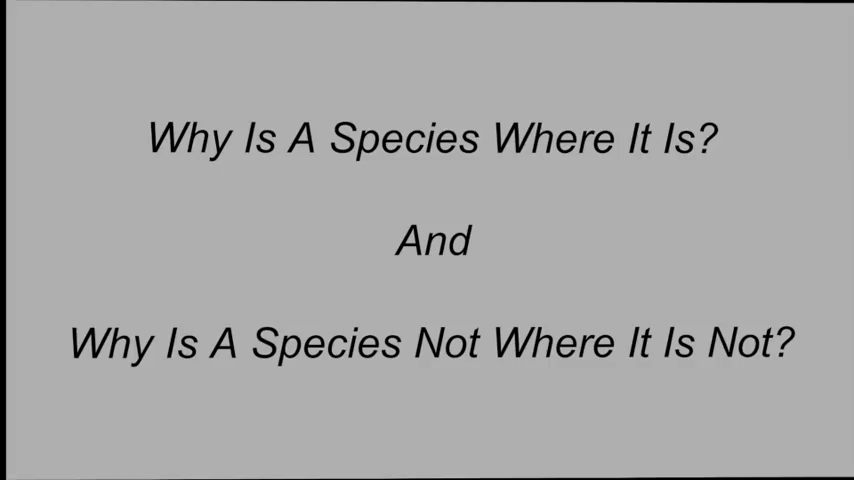 Why Is A Species Where It Is?
And
Why Is A Species Not Where It Is Not?